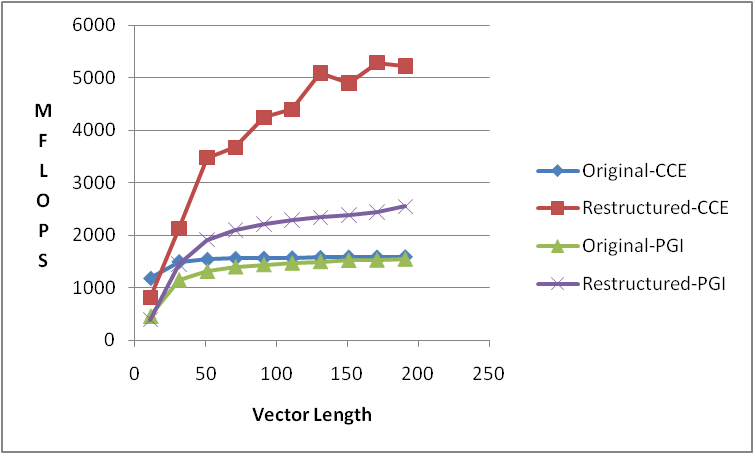 6000
5000
4000
3000
2000
1000
0
M
F
L
O
P
S
0 50 100 150 200 250
Vector Length
Original-CCE
Restructured-CCE
Original-PGI
Restructured-PGI